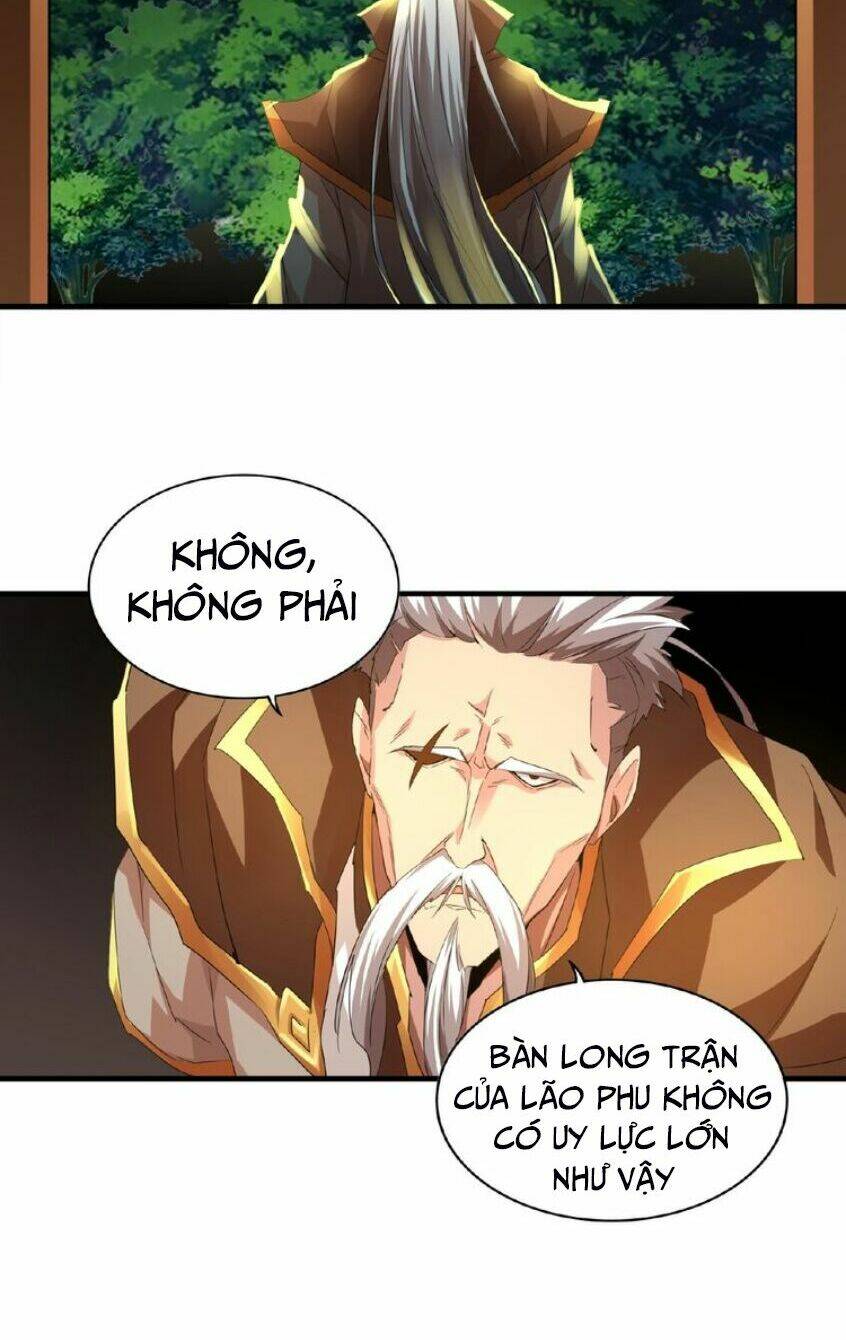 KHÔNG,
KHÔNG PHẢI
BÀN LONG TRẬN
CỦA LÃO PHU KHÔNG
CÓ UY LỰC LỚN
NHƯ VẬY